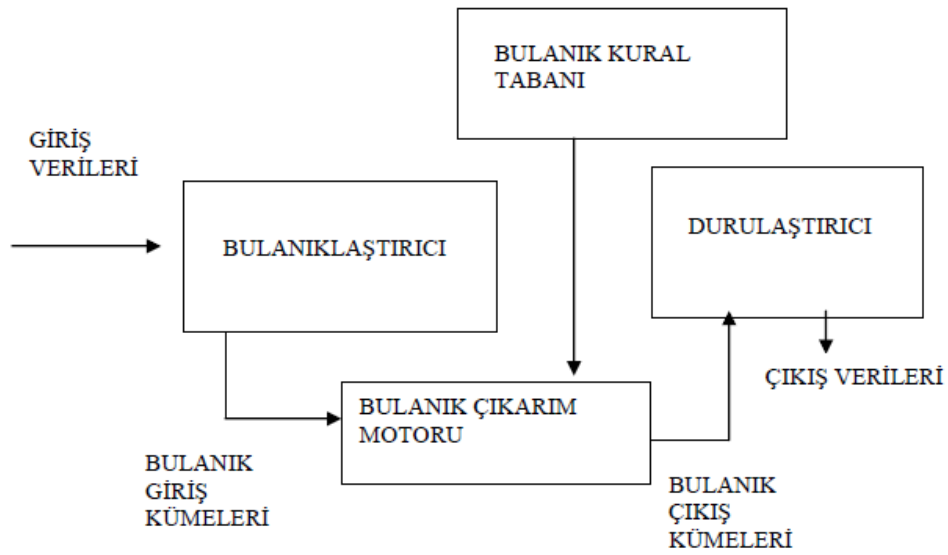 BULANIK KURAL
TABANI
GİRİŞ
VERİLERİ
BULANIKLAŞTIRICI
DURULAŞTIRICI
ÇIKIŞ VERİLERİ
BULANIK ÇIKARIM
MOTORU
BULANIK
GİRİŞ
KÜMELERİ
BULANIK
ÇIKIŞ
KÜMELERİ